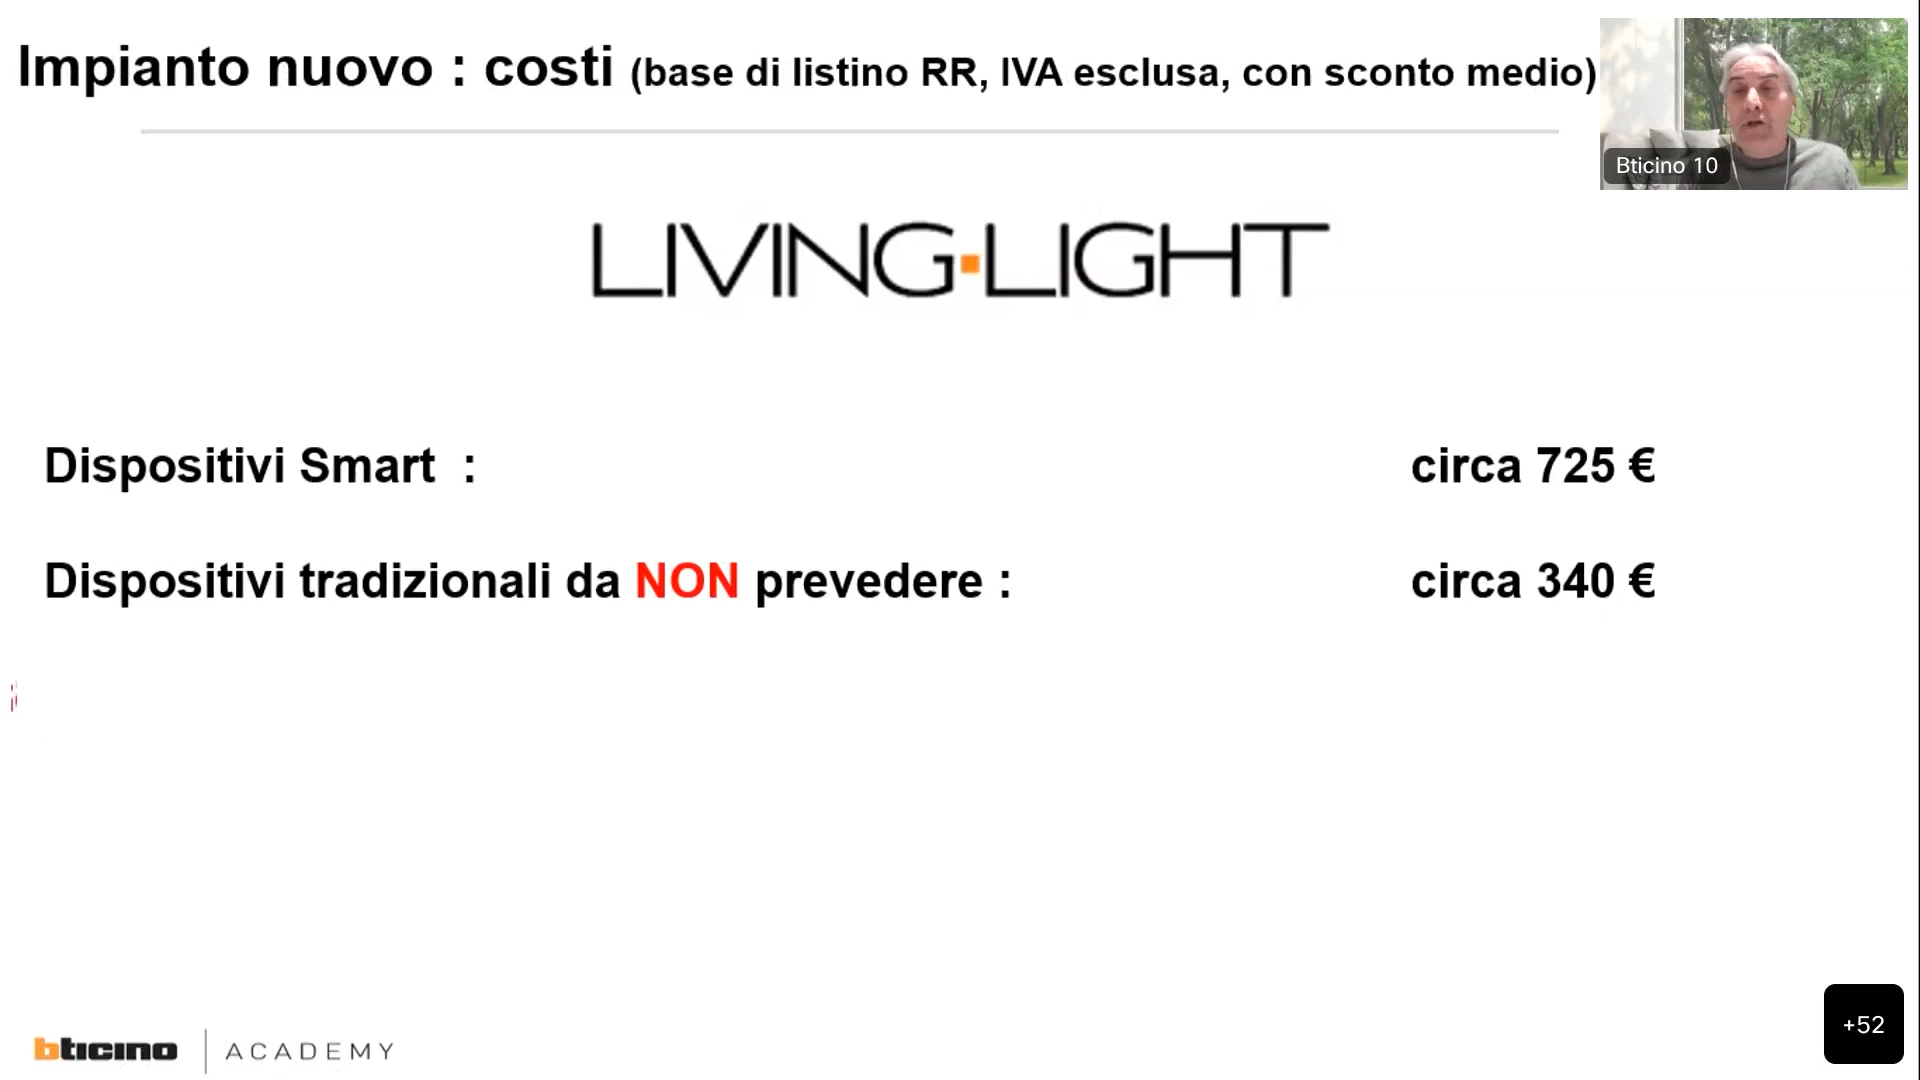 Impianto nuovo : costi (base di listino RR, IVA esclusa, con sconto medio)
Bticino 10
LIVING LIGHT
Dispositivi Smart : circa 725 €
Dispositivi tradizionali da NON prevedere : circa 340 €
bticino ACADEMY
+52